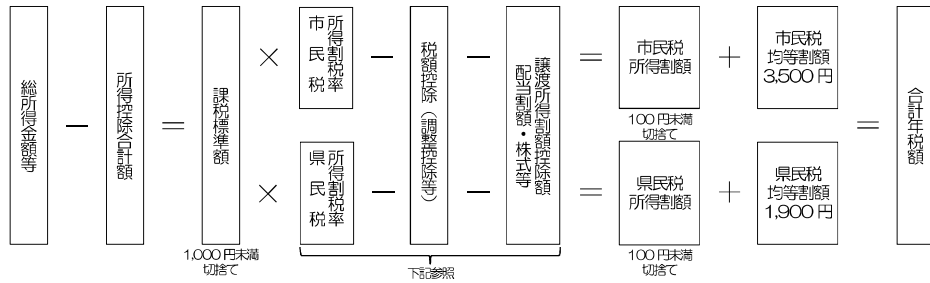 総所得金額等
－
所得控除合計額
＝
課税標準額
1,000円未満
切捨て
×
市民税
所得割税率
－
税額控除（調整控除等）
－
配当割額・株式等
譲渡所得割額控除額
＝
市民税
所得割額
100円未満
切捨て
＋
市民税
均等割額
3,500円
×
県民税
所得割税率
－
－
＝
県民税
所得割額
100円未満
切捨て
＋
県民税
均等割額
1,900円
＝
合計年税額
下記参照